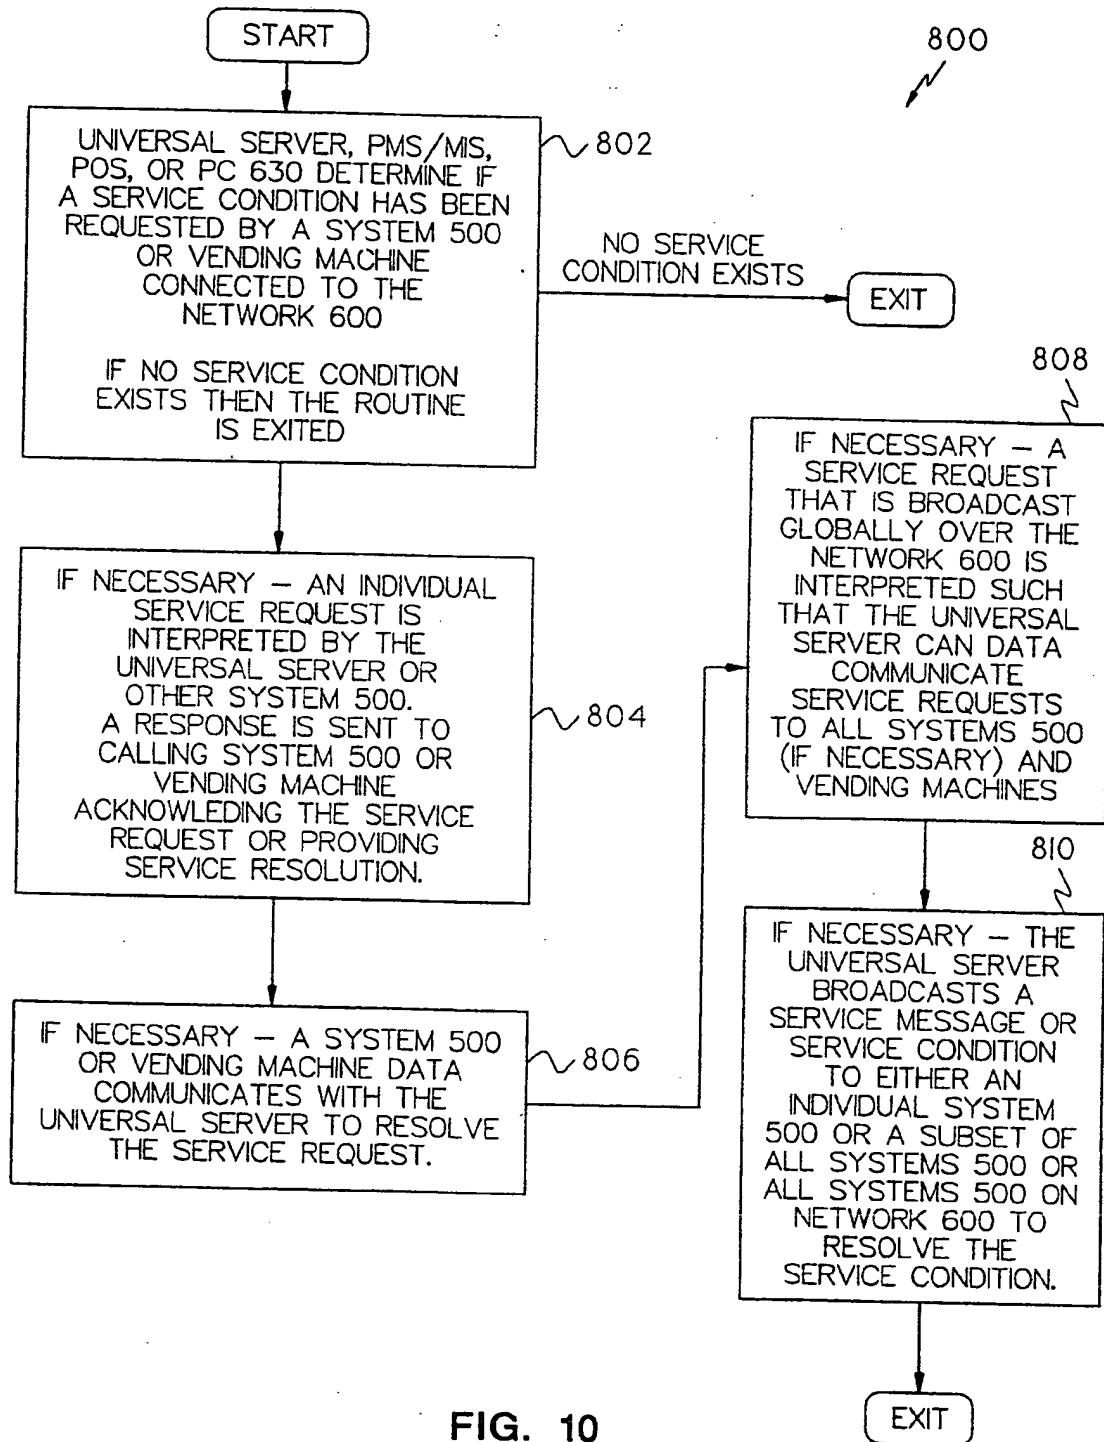 START
800
UNIVERSAL SERVER, PMS/MIS,
POS, OR PC 630 DETERMINE IF
A SERVICE CONDITION HAS BEEN
REQUESTED BY A SYSTEM 500
OR VENDING MACHINE
CONNECTED TO THE
NETWORK 600
IF NO SERVICE CONDITION
EXISTS THEN THE ROUTINE
IS EXITED
802
NO SERVICE
CONDITION EXISTS
EXIT
IF NECESSARY – AN INDIVIDUAL
SERVICE REQUEST IS
INTERPRETED BY THE
UNIVERSAL SERVER OR
OTHER SYSTEM 500.
A RESPONSE IS SENT TO
CALLING SYSTEM 500 OR
VENDING MACHINE
ACKNOWLEDING THE SERVICE
REQUEST OR PROVIDING
SERVICE RESOLUTION.
804
IF NECESSARY – A SYSTEM 500
OR VENDING MACHINE DATA
COMMUNICATES WITH THE
UNIVERSAL SERVER TO RESOLVE
THE SERVICE REQUEST.
806
808
IF NECESSARY – A
SERVICE REQUEST
THAT IS BROADCAST
GLOBALLY OVER THE
NETWORK 600 IS
INTERPRETED SUCH
THAT THE UNIVERSAL
SERVER CAN DATA
COMMUNICATE
SERVICE REQUESTS
TO ALL SYSTEMS 500
(IF NECESSARY) AND
VENDING MACHINES
810
IF NECESSARY – THE
UNIVERSAL SERVER
BROADCASTS A
SERVICE MESSAGE OR
SERVICE CONDITION
TO EITHER AN
INDIVIDUAL SYSTEM
500 OR A SUBSET OF
ALL SYSTEMS 500 OR
ALL SYSTEMS 500 ON
NETWORK 600 TO
RESOLVE THE
SERVICE CONDITION.
EXIT
FIG. 10